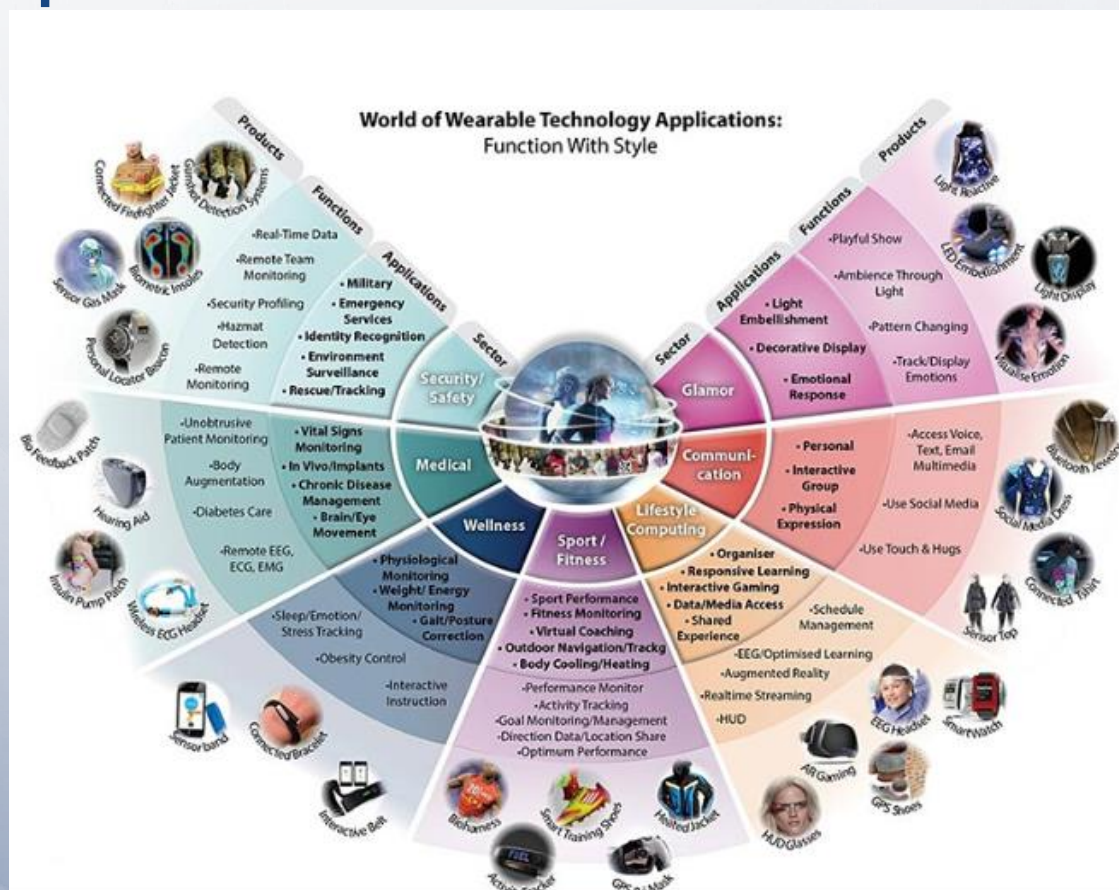 World of Wearable Technology Applications:
Function With Style
Products
Functions
Applications
Sector
Security/
Safety
• Military
• Emergency
Services
• Identity Recognition
• Environment
Surveillance
• Rescue/Tracking
•Real-Time Data
•Remote Team
Monitoring
•Security Profiling
•Hazmat
Detection
•Remote
Monitoring
Connected Firefighter Jacket
Gunshot Detection Systems
Sensor Gas Mask
Biometric Insoles
Personal Locator Beacon
Medical
• Vital Signs
Monitoring
• In Vivo/Implants
• Chronic Disease
Management
• Brain/Eye
Movement
•Unobtrusive
Patient Monitoring
•Body
Augmentation
•Diabetes Care
•Remote EEG,
ECG, EMG
Bio Feedback Patch
Hearing Aid
Insulin Pump Patch
Wireless ECG Headset
Wellness
• Physiological
Monitoring
• Weight/ Energy
Monitoring
• Gait/Posture
Correction
•Sleep/Emotion/
Stress Tracking
•Obesity Control
•Interactive
Instruction
Sensor band
Connected Bracelet
Interactive Belt
Sport /
Fitness
• Sport Performance
• Fitness Monitoring
• Virtual Coaching
• Outdoor Navigation/Trackg
• Body Cooling/Heating
•Performance Monitor
•Activity Tracking
•Goal Monitoring/Management
•Direction Data/Location Share
•Optimum Performance
Bioharness
Smart Training Shoes
Heated Jacket
Activity Tracker
Mask
Lifestyle
Computing
• Organiser
• Responsive Learning
• Interactive Gaming
• Data/Media Access
• Shared
Experience
•Schedule
Management
•EEG/Optimised Learning
•Augmented Reality
•Realtime Streaming
•HUD
EEG Headset
SmartWatch
AR Gaming
GPS Shoes
HUD Glasses
Communi-
cation
• Personal
• Interactive
Group
• Physical
Expression
•Access Voice,
Text, Email
Multimedia
•Use Social Media
•Use Touch & Hugs
Bluetooth
Social Media Dress
Connected Tshirt
Sensor Top
Products
Functions
Applications
Sector
Glamor
• Light
Embellishment
• Decorative Display
• Emotional
Response
•Playful Show
•Ambience Through
Light
•Pattern Changing
•Track/Display
Emotions
Light Reactive
LED Embellishment
Light Display
Visualise Emotion